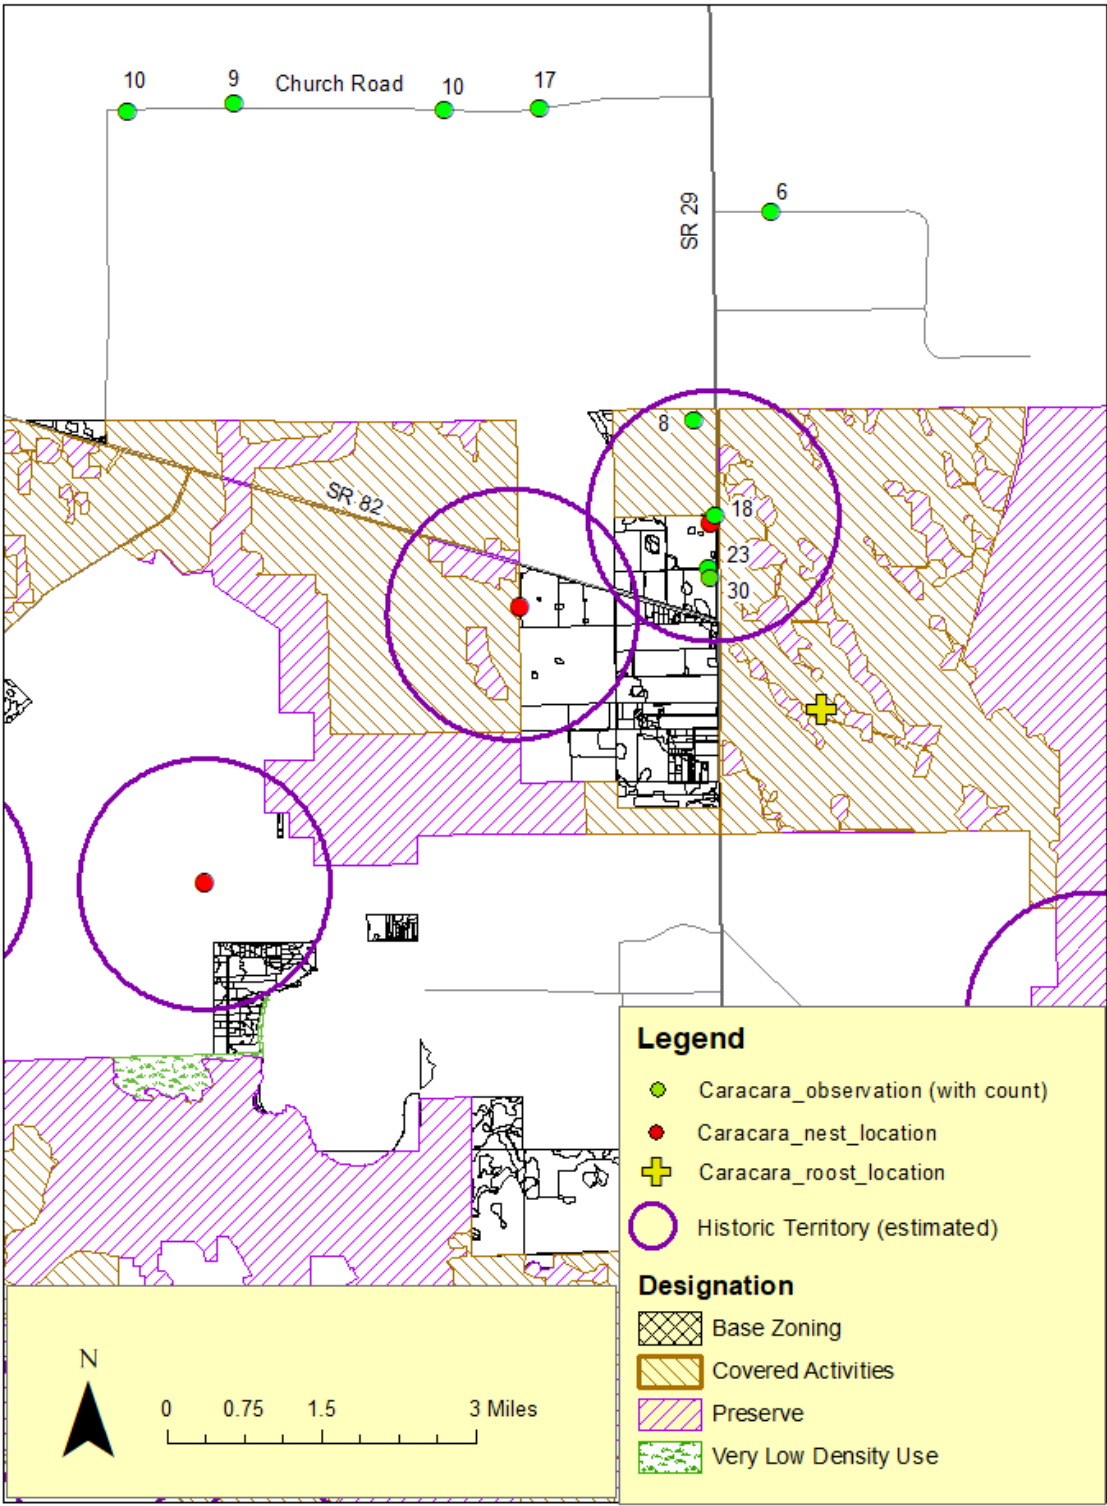 10
9
Church Road
10
17
6
SR 29
8
SR 82
18
23
30
Legend
Caracara_observation (with count)
Caracara_nest_location
Caracara_roost_location
Historic Territory (estimated)
Designation
Base Zoning
Covered Activities
Preserve
Very Low Density Use
N
0 0.75 1.5 3 Miles